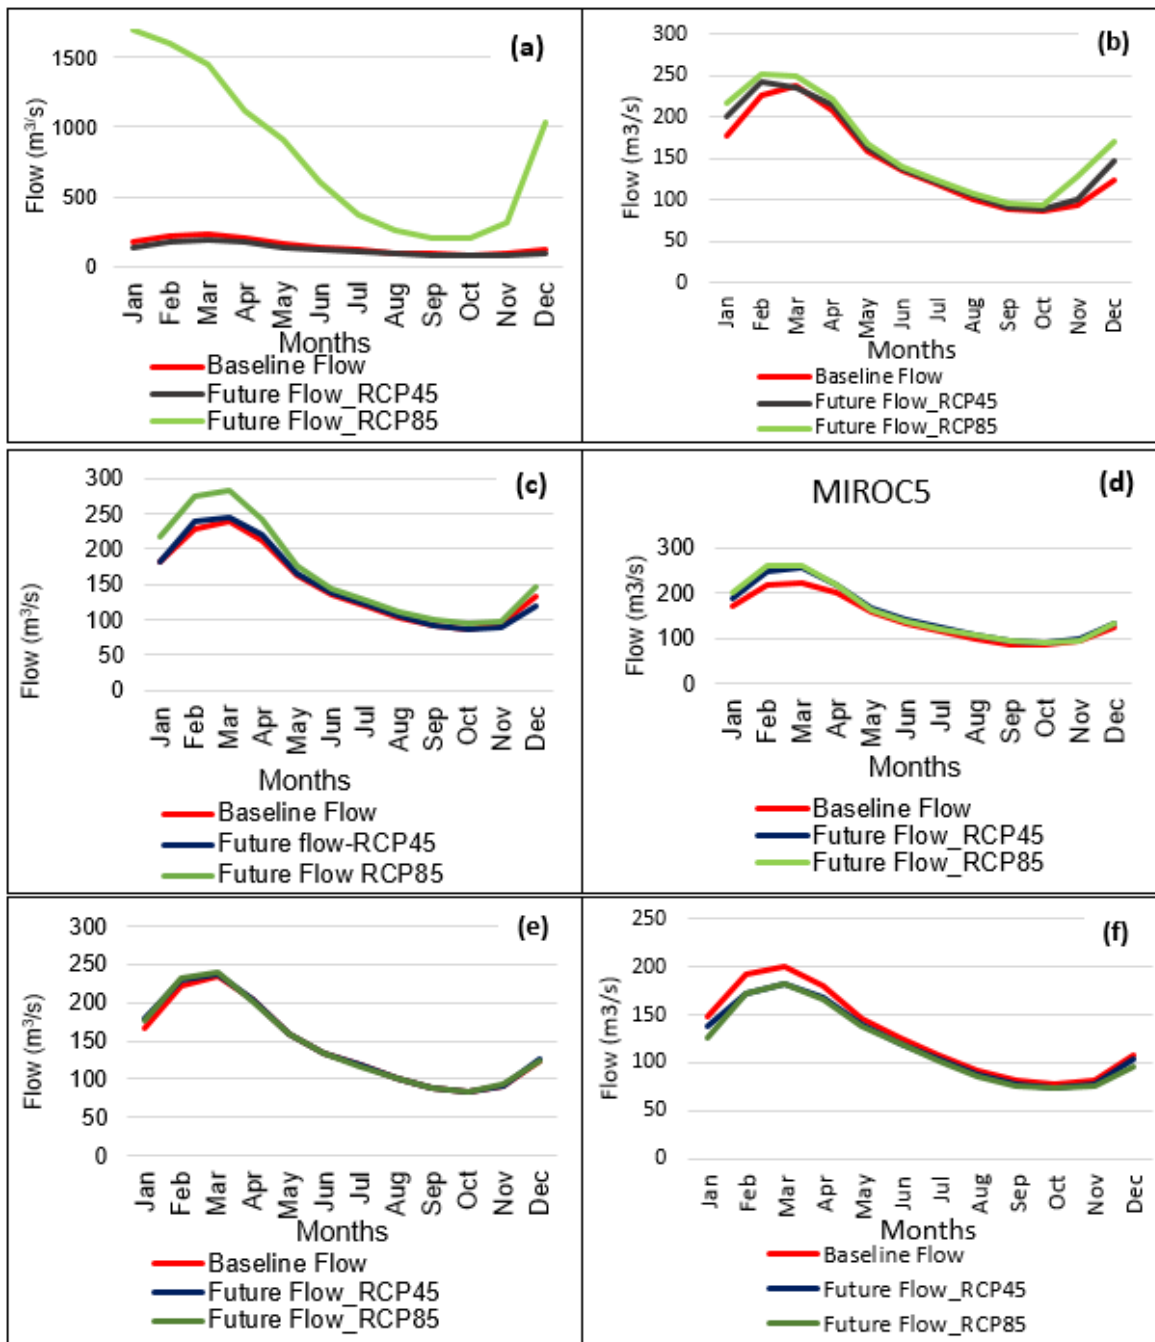 (a)
1500
1000
500
0
Flow (m³/s)
Jan Feb Mar Apr May Jun Jul Aug Sep Oct Nov Dec
Months
Baseline Flow
Future Flow_RCP45
Future Flow_RCP85
(b)
300
250
200
150
100
50
0
Flow (m3/s)
Jan Feb Mar Apr May Jun Jul Aug Sep Oct Nov Dec
Months
Baseline Flow
Future Flow_RCP45
Future Flow_RCP85
(c)
300
250
200
150
100
50
0
Flow (m³/s)
Jan Feb Mar Apr May Jun Jul Aug Sep Oct Nov Dec
Months
Baseline Flow
Future flow-RCP45
Future Flow RCP85
(d)
MIROC5
300
200
100
0
Flow (m3/s)
Jan Feb Mar Apr May Jun Jul Aug Sep Oct Nov Dec
Months
Baseline Flow
Future Flow_RCP45
Future Flow_RCP85
(e)
300
250
200
150
100
50
0
Flow (m³/s)
Jan Feb Mar Apr May Jun Jul Aug Sep Oct Nov Dec
Months
Baseline Flow
Future Flow_RCP45
Future Flow_RCP85
(f)
250
200
150
100
50
0
Flow (m3/s)
Jan Feb Mar Apr May Jun Jul Aug Sep Oct Nov Dec
Months
Baseline Flow
Future Flow_RCP45
Future Flow_RCP85